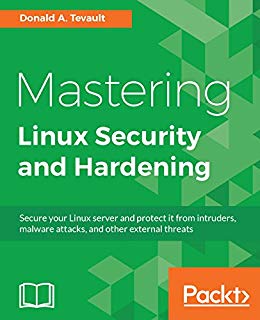 Donald A. Tevault
Mastering
Linux Security
and Hardening
Secure your Linux server and protect it from intruders,
malware attacks, and other external threats
Packt>